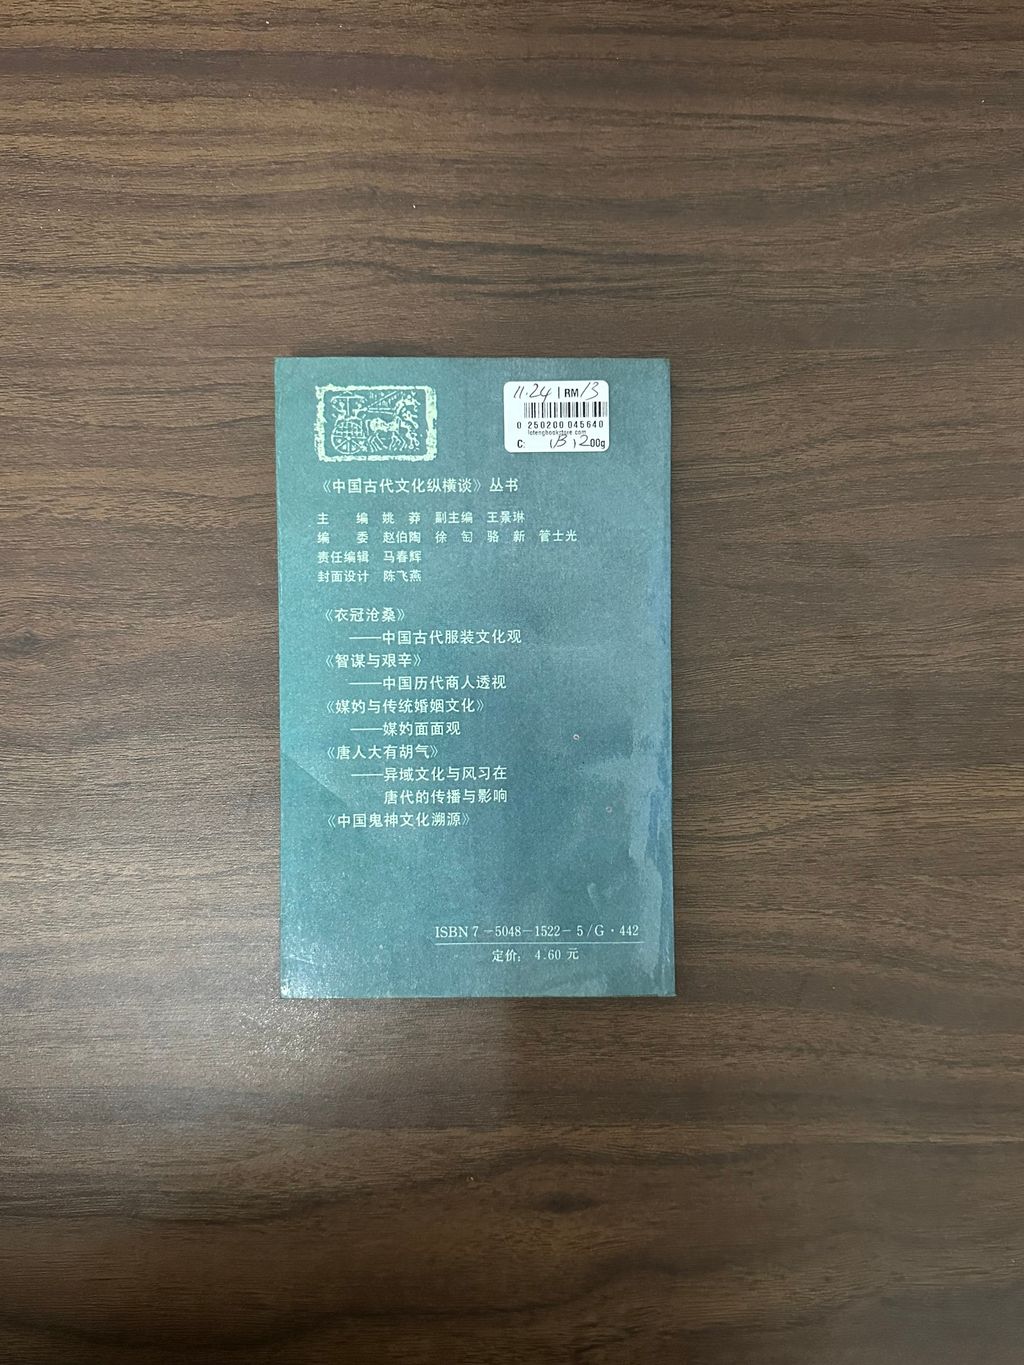 11.24 | RM 13
0 250200 045640
latengbookstore.com
C: (B) 200g
《中国古代文化纵横谈》丛书
主 编 姚 莽 副主编 王景琳
编 委 赵伯陶 徐 匋 骆 新 管士光
责任编辑 马春辉
封面设计 陈飞燕
《衣冠沧桑》
——中国古代服装文化观
《智谋与艰辛》
——中国历代商人透视
《媒妁与传统婚姻文化》
——媒妁面面观
《唐人大有胡气》
——异域文化与风习在
唐代的传播与影响
《中国鬼神文化溯源》
ISBN 7-5048-1522-5/G·442
定价: 4.60 元